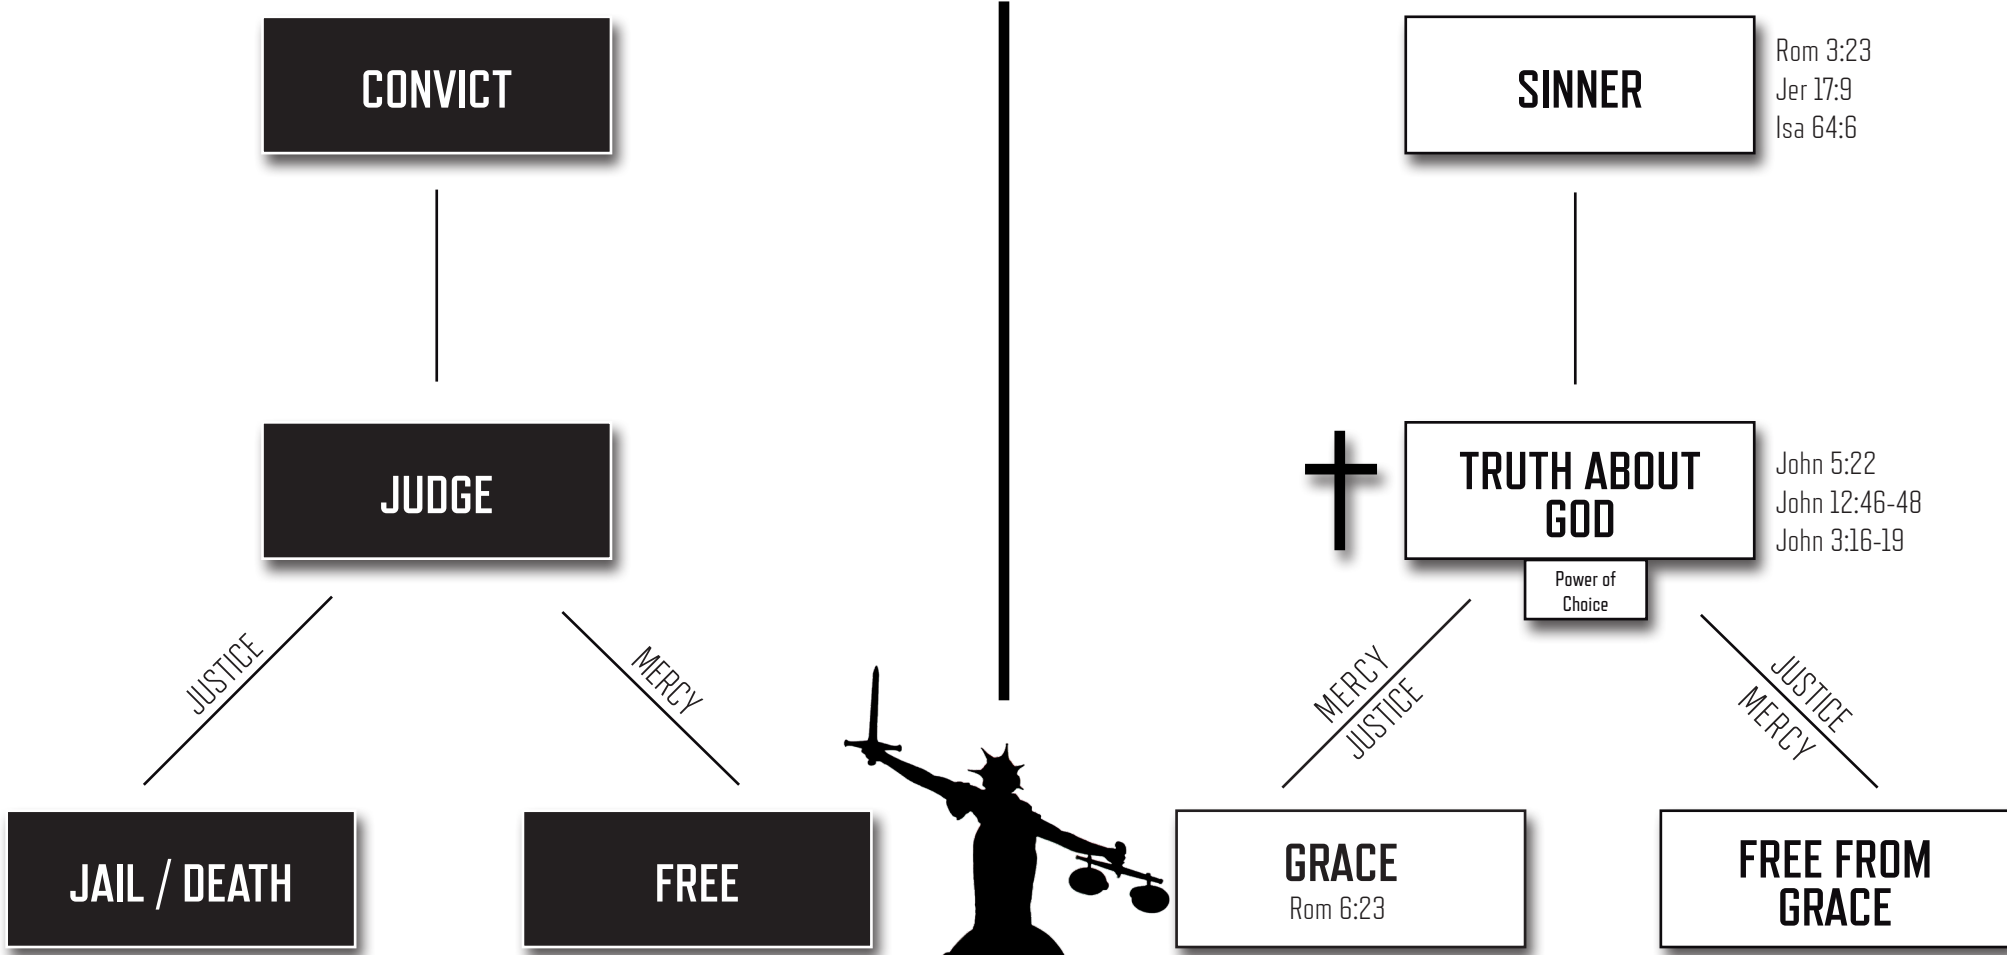 CONVICT
JUDGE
JUSTICE
MERCY
JAIL / DEATH
FREE
SINNER
Rom 3:23
Jer 17:9
Isa 64:6
TRUTH ABOUT
GOD
John 5:22
John 12:46-48
John 3:16-19
Power of
Choice
MERCY
JUSTICE
JUSTICE
MERCY
GRACE
Rom 6:23
FREE FROM
GRACE